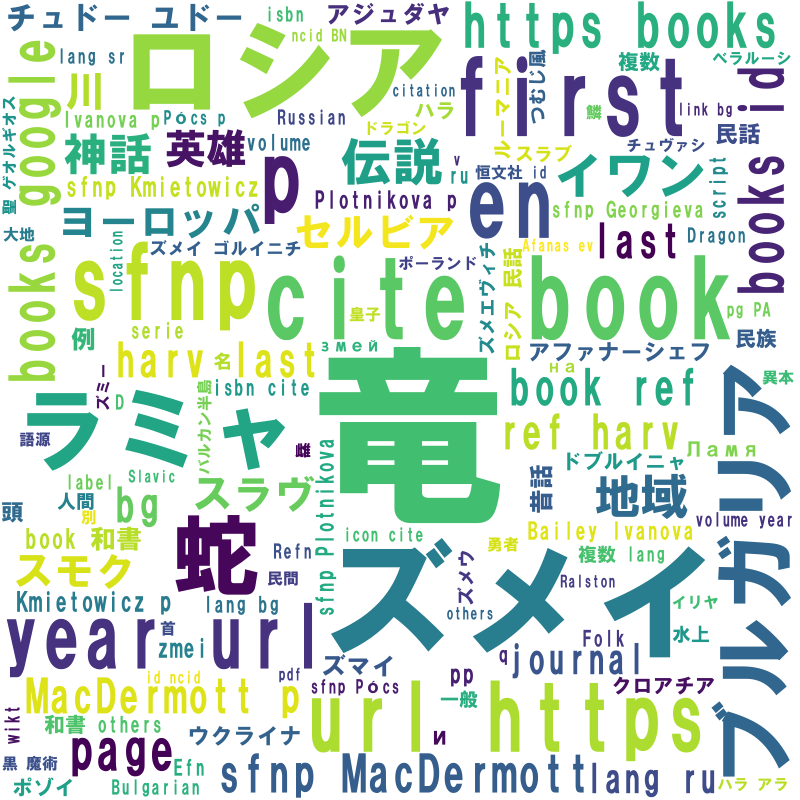 チュドー ユドー
isbn
アジュダヤ
https books
ncid BN
ロシア
lang sr
google
川
citation
first
複数
ベラルーシ
つむじ風
ルーマニア
books id
Ivanova p
Pócs p
Russian
ハラ
link bg
民話
ドラゴン
チュヴァシ
神話
英雄
volume
伝説
スラブ
v
ru
恒文社 id
イワン
script
聖 ゲオルギオス
sfnp Kmietowicz
p
Plotnikova p
en
sfnp Georgieva
大地
ヨーロッパ
セルビア
last
Dragon
ズメイ ゴルイニチ
Afanas ev
location
ポーランド
ズメエヴィチ
ロシア 民話
books
sfnp
cite
book
皇子
pg PA
例
serie
змей
アファナーシェフ
民族
harv last
名
на
異本
ズミー
D
isbn cite
book ref
バルカン半島
ラミャ
竜
ref harv
ブルガリア
語源
Ламя
label
Slavic
スラヴ
ドブルイニャ
昔話
地域
頭
人間
別
bg
sfnp Plotnikova
volume year
book 和書
蛇
Refn
icon cite
Bailey Ivanova
勇者
複数 lang
スモク
民間
ズメイ
ズメウ
Ralston
Kmietowicz p
lang bg
others
イリヤ
year
首
url
zmei
Folk
水上
ズマイ
q
journal
id ncid
pdf
sfnp Pócs
pp
クロアチア
MacDermott p
url https
一般
wikt
和書 others
ウクライナ
и
黒 魔術
page
Efn
ポゾイ
Bulgarian
sfnp MacDermott
lang ru
ハラ アラ